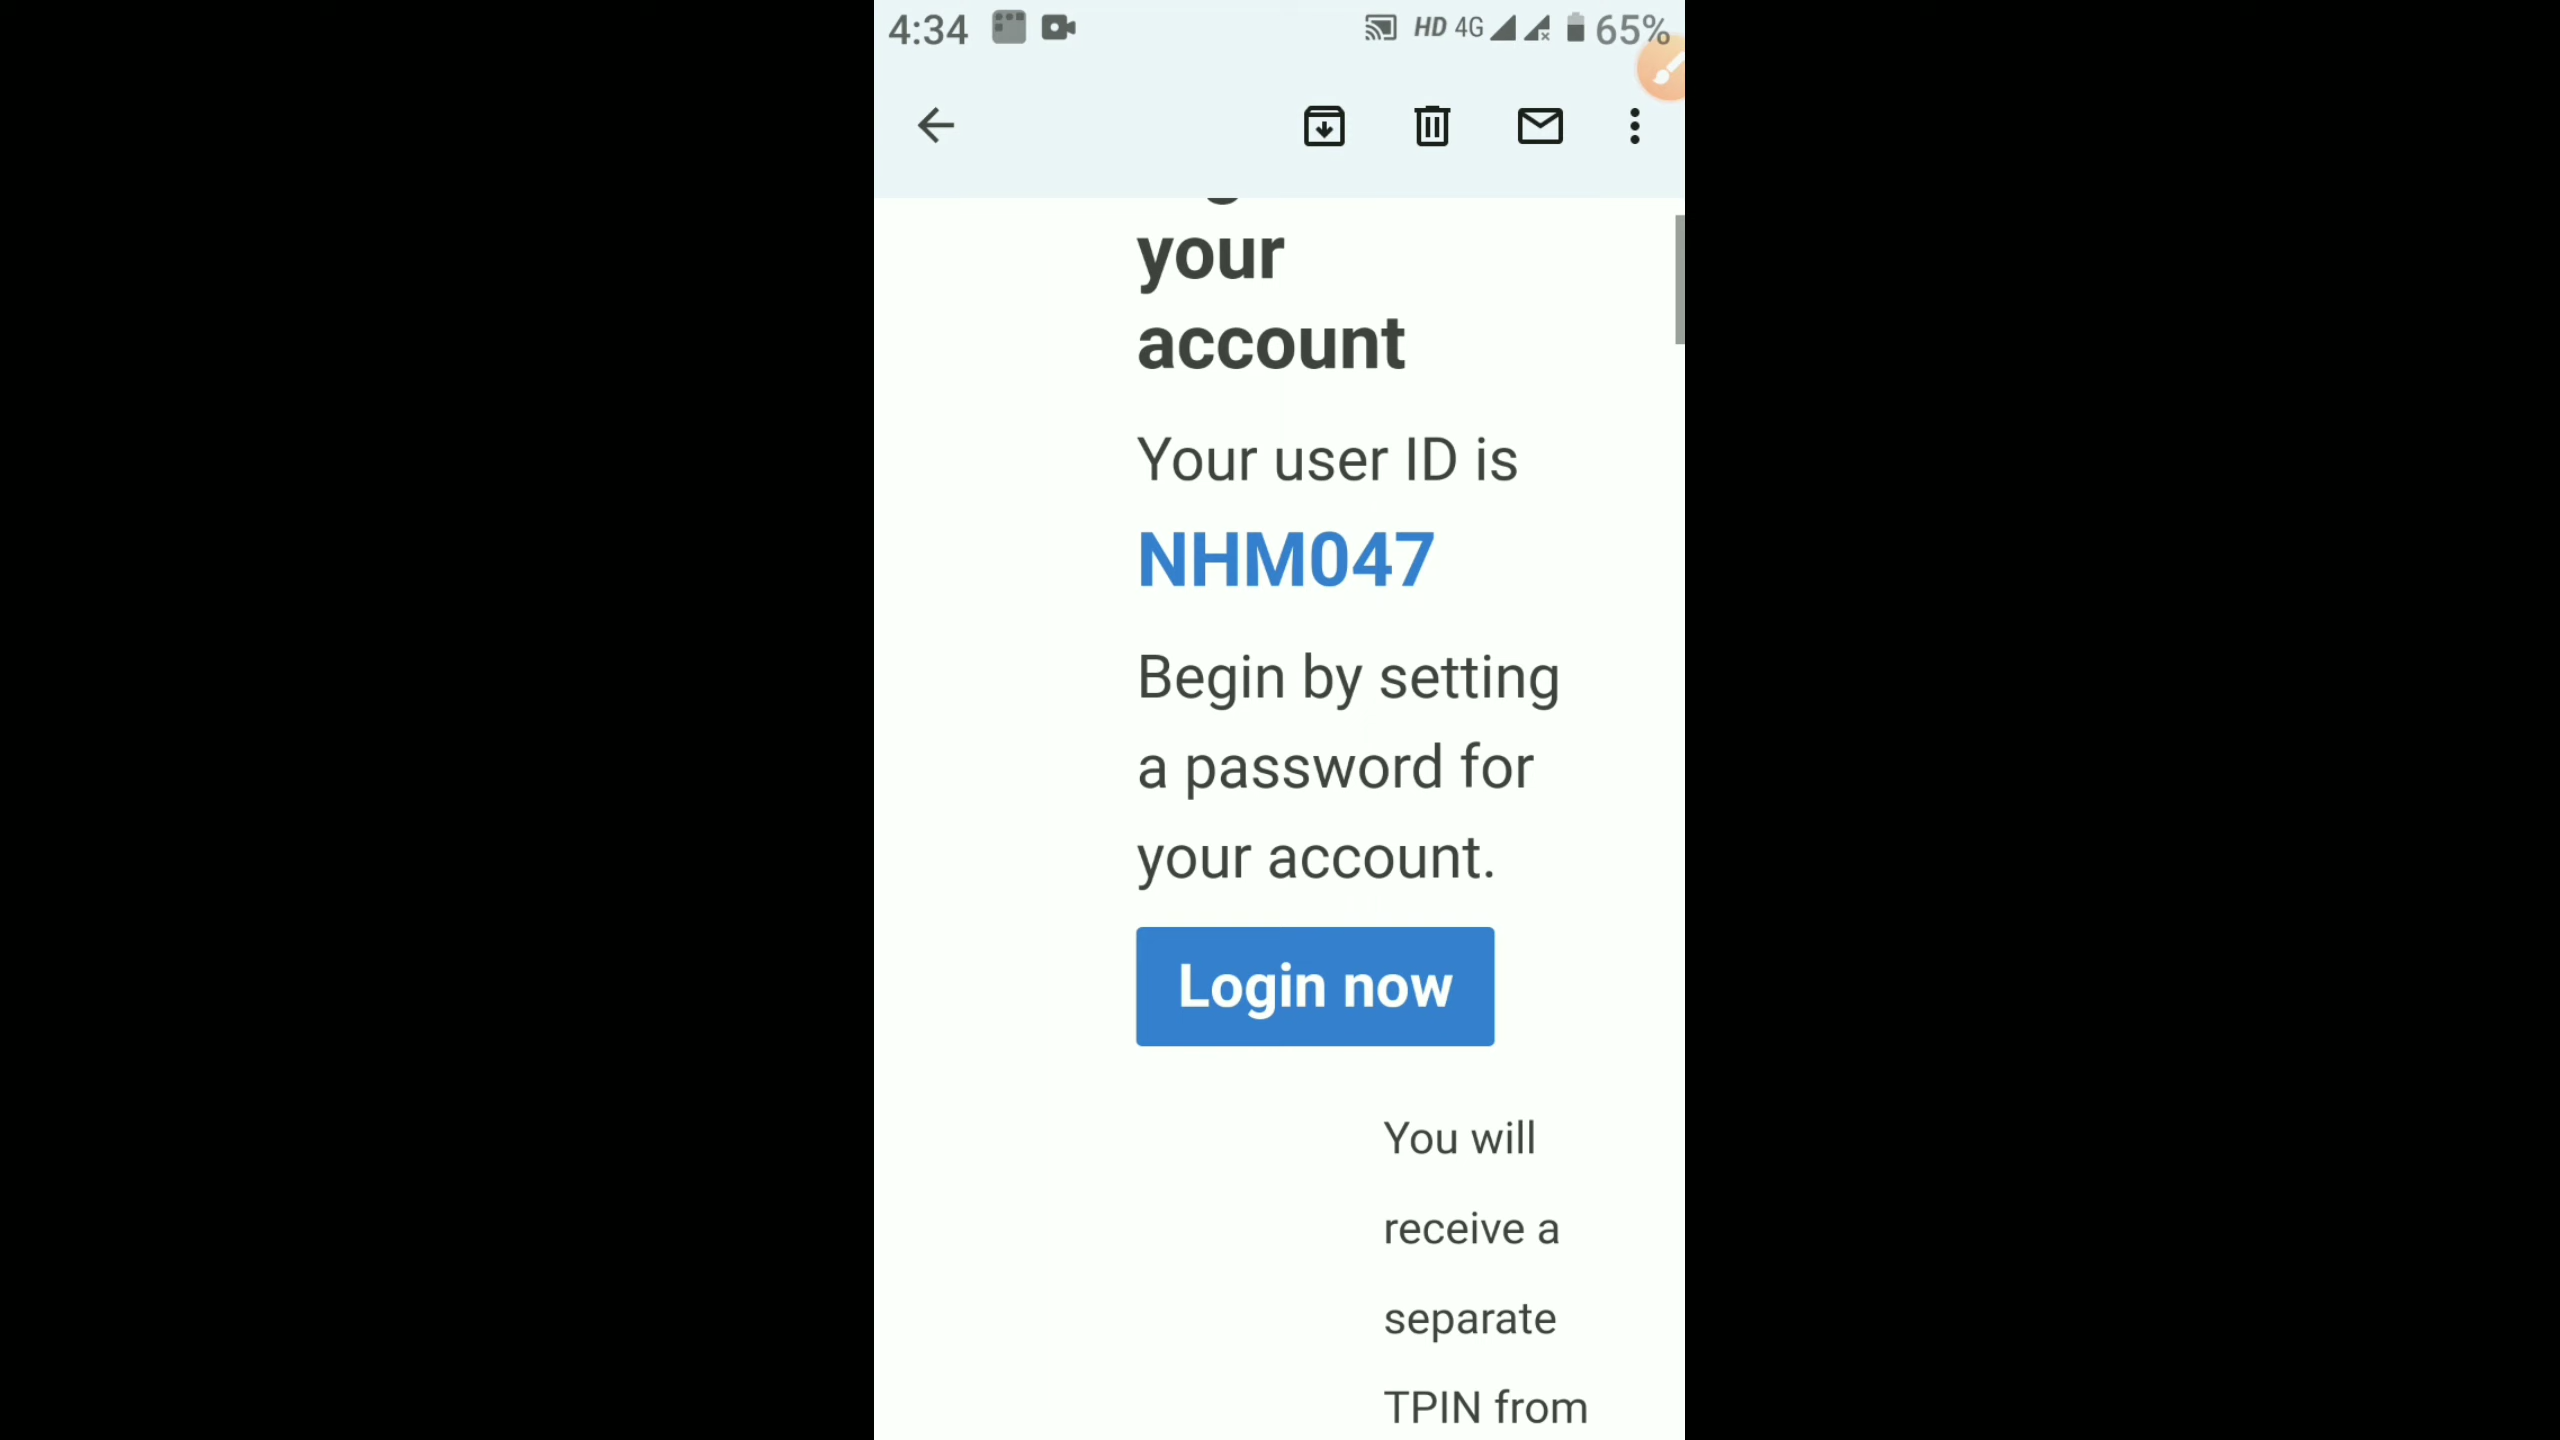 4:34 HD 4G 65%
your
account
Your user ID is
NHM047
Begin by setting
a password for
your account.
Login now
You will
receive a
separate
TPIN from